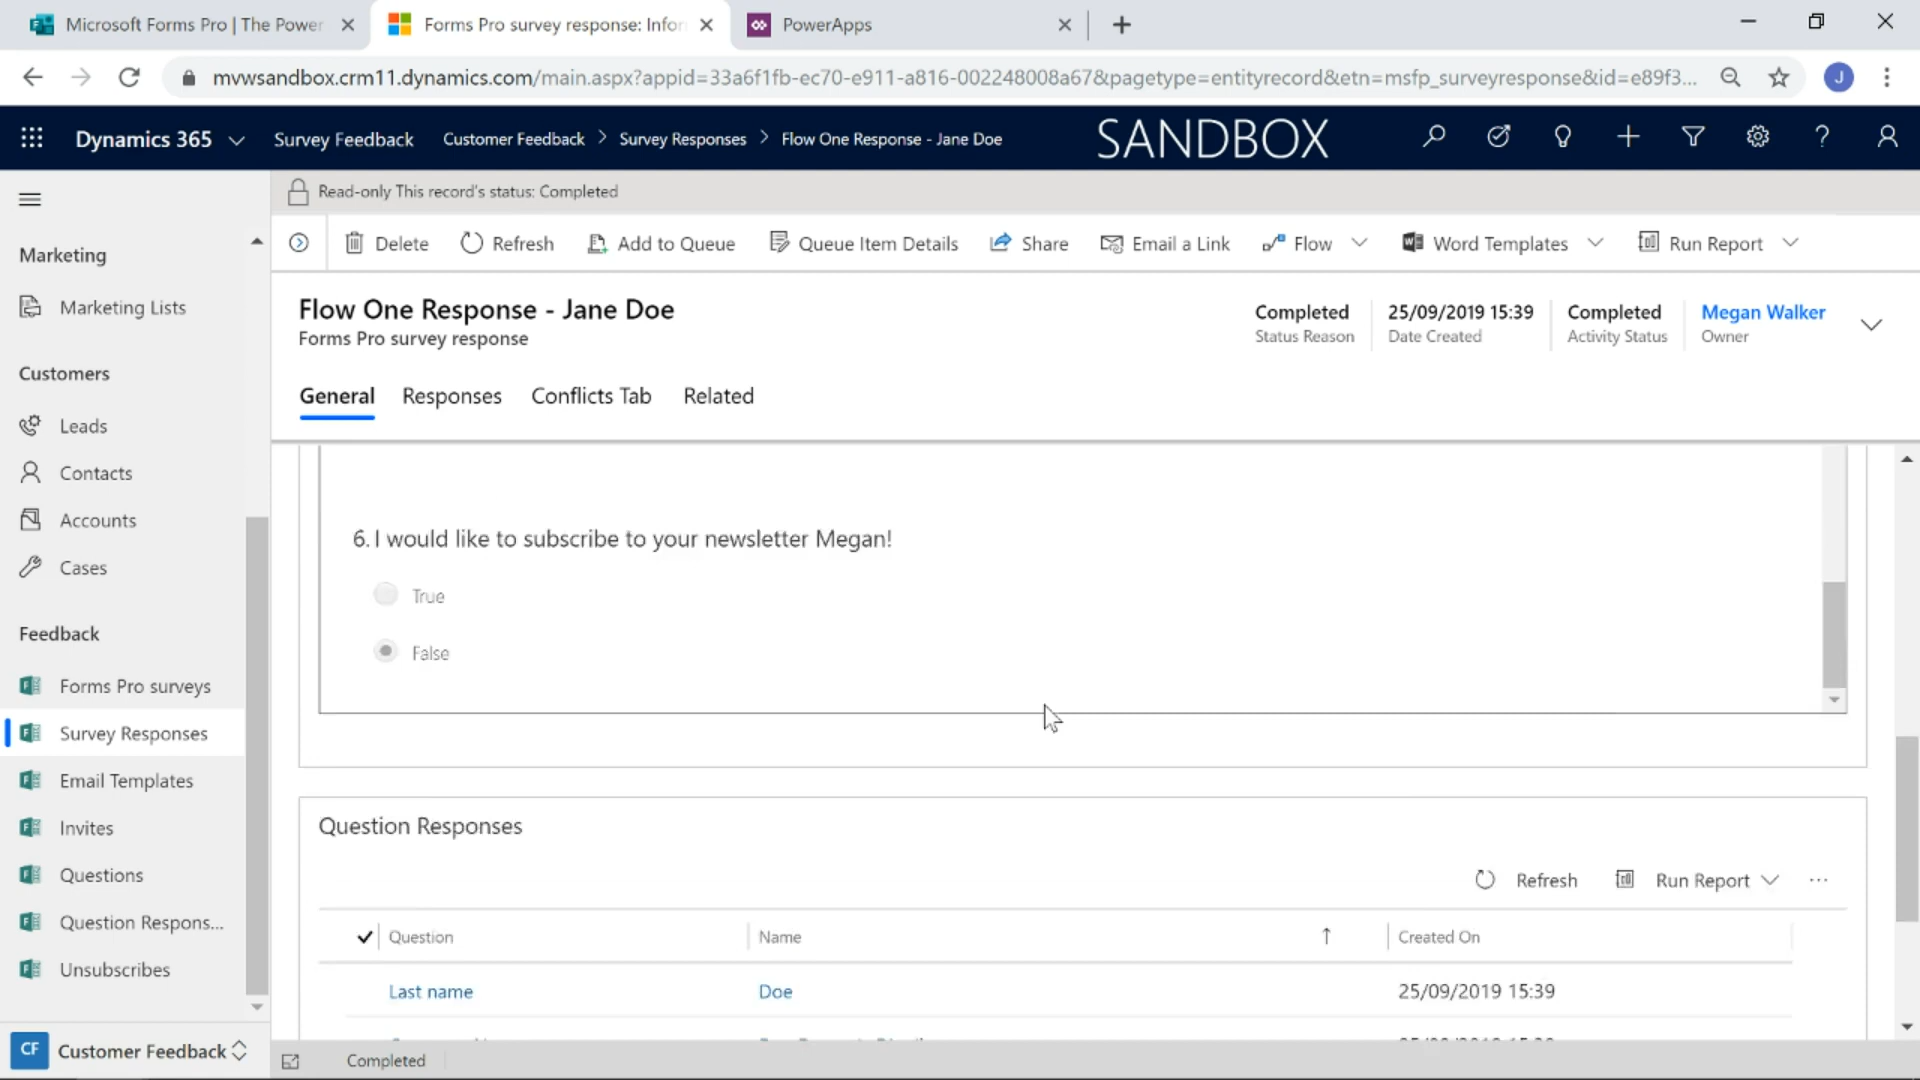 Microsoft Forms Pro | The Power
Forms Pro survey response: Infor
PowerApps
mvwsandbox.crm11.dynamics.com/main.aspx?appid=33a6f1fb-ec70-e911-a816-002248008a67&pagetype=entityrecord&etn=msfp_surveyresponse&id=e89f3...
J
Dynamics 365
Survey Feedback
Customer Feedback > Survey Responses > Flow One Response - Jane Doe
SANDBOX
Read-only This record's status: Completed
Delete
Refresh
Add to Queue
Queue Item Details
Share
Email a Link
Flow
Word Templates
Run Report
Marketing
Marketing Lists
Customers
Leads
Contacts
Accounts
Cases
Feedback
Forms Pro surveys
Survey Responses
Email Templates
Invites
Questions
Question Respons...
Unsubscribes
CF Customer Feedback
Flow One Response - Jane Doe
Forms Pro survey response
Completed
Status Reason
25/09/2019 15:39
Date Created
Completed
Activity Status
Megan Walker
Owner
General
Responses
Conflicts Tab
Related
6. I would like to subscribe to your newsletter Megan!
True
False
Question Responses
Refresh
Run Report
Question
Name
Created On
Last name
Doe
25/09/2019 15:39
Completed